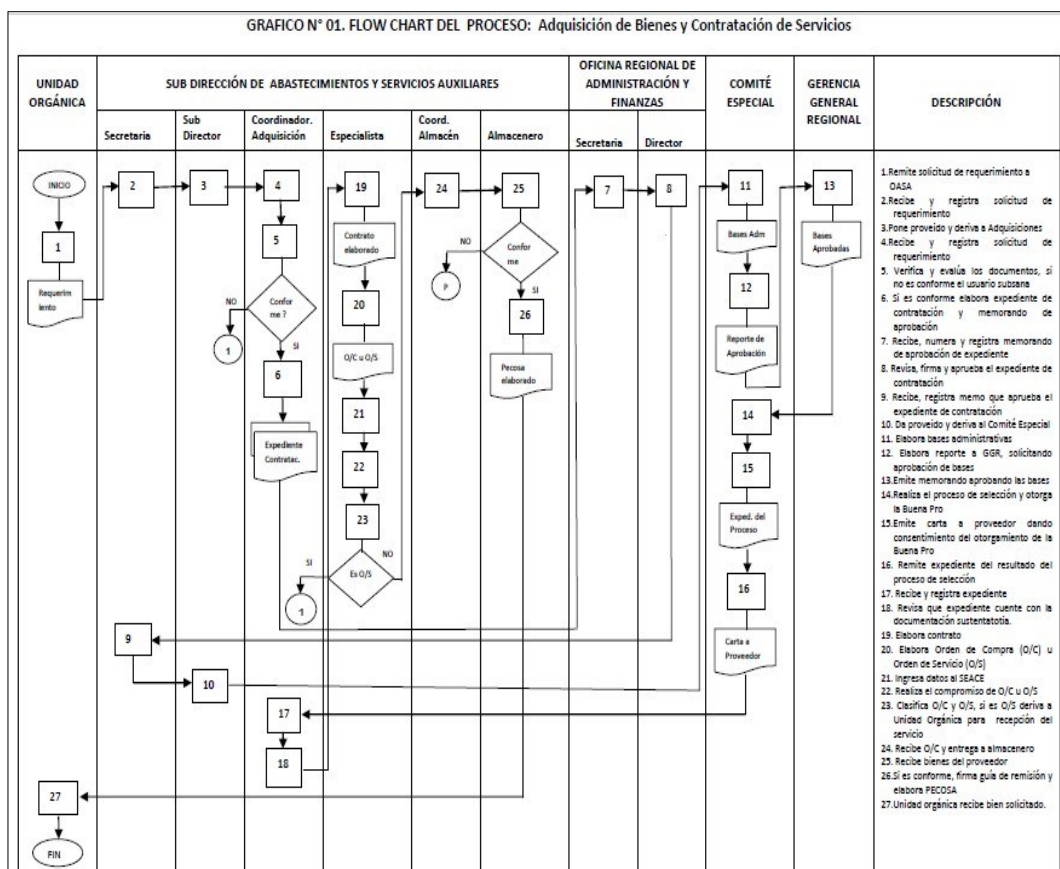 GRAFICO N° 01. FLOW CHART DEL PROCESO: Adquisición de Bienes y Contratación de Servicios
UNIDAD
ORGÁNICA
SUB DIRECCIÓN DE ABASTECIMIENTOS Y SERVICIOS AUXILIARES
OFICINA REGIONAL DE
ADMINISTRACIÓN Y
FINANZAS
COMITÉ
ESPECIAL
GERENCIA
GENERAL
REGIONAL
DESCRIPCIÓN
Secretaria
Sub
Director
Coordinador.
Adquisición
Especialista
Coord.
Almacén
Almacenero
Secretaria
Director
INICIO
1
Requerim
iento
2
3
4
5
Confor
me ?
NO
1
SI
6
Expediente
Contratac.
19
Contrato
elaborado
20
O/C u O/S
21
22
23
Es O/S
SI
NO
1
24
25
Confor
me
NO
P
SI
26
Pecosa
elaborado
7
8
11
Bases Adm
12
Reporte de
Aprobación
13
Bases
Aprobadas
14
15
Exped. del
Proceso
16
Carta a
Proveedor
9
10
17
18
27
FIN
1.Remite solicitud de requerimiento a
OASA
2.Recibe y registra solicitud de
requerimiento
3.Pone proveido y deriva a Adquisiciones
4.Recibe y registra solicitud de
requerimiento
5. Verifica y evalúa los documentos, si
no es conforme el usuario subsana
6. Si es conforme elabora expediente de
contratación y memorando de
aprobación
7. Recibe, numera y registra memorando
de aprobación de expediente
8. Revisa, firma y aprueba el expediente de
contratación
9. Recibe, registra memo que aprueba el
expediente de contratación
10. Da proveido y deriva al Comité Especial
11. Elabora bases administrativas
12. Elabora reporte a GGR, solicitando
aprobación de bases
13.Emite memorando aprobando las bases
14.Realiza el proceso de selección y otorga
la Buena Pro
15.Emite carta a proveedor dando
consentimiento del otorgamiento de la
Buena Pro
16. Remite expediente del resultado del
proceso de selección
17. Recibe y registra expediente
18. Revisa que expediente cuente con la
documentación sustentatotia.
19. Elabora contrato
20. Elabora Orden de Compra (O/C) u
Orden de Servicio (O/S)
21. Ingresa datos al SEACE
22. Realiza el compromiso de O/C u O/S
23. Clasifica O/C y O/S, si es O/S deriva a
Unidad Orgánica para recepción del
servicio
24. Recibe O/C y entrega a almacenero
25. Recibe bienes del proveedor
26.Si es conforme, firma guía de remisión y
elabora PECOSA
27.Unidad orgánica recibe bien solicitado.